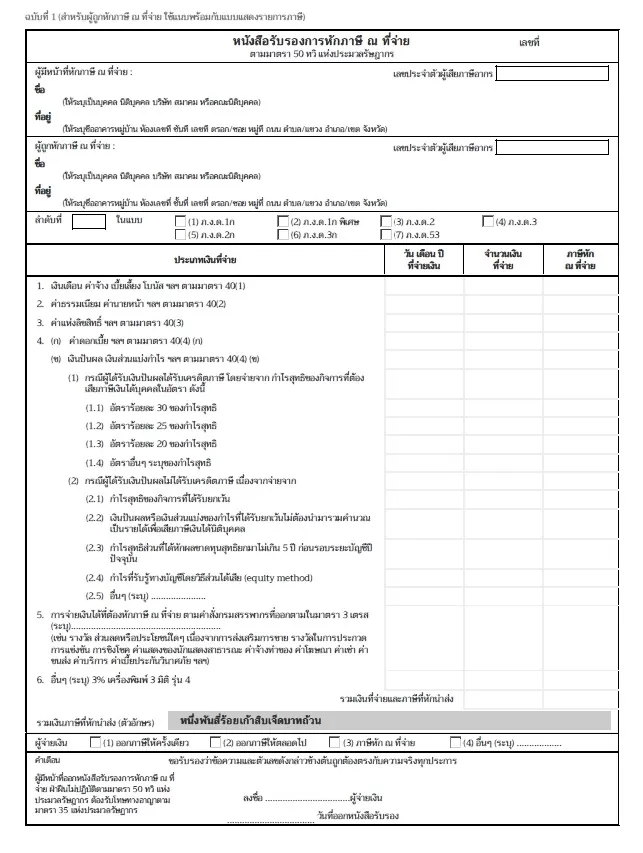 ฉบับที่ 1 (สำหรับผู้ถูกหักภาษี ณ ที่จ่าย ใช้แนบพร้อมกับแบบแสดงรายการภาษี)
หนังสือรับรองการหักภาษี ณ ที่จ่าย
เลขที่
ตามมาตรา 50 ทวิ แห่งประมวลรัษฎากร
ผู้มีหน้าที่หักภาษี ณ ที่จ่าย :
เลขประจำตัวผู้เสียภาษีอากร
ชื่อ
(ให้ระบุเป็นบุคคล นิติบุคคล บริษัท สมาคม หรือคณะนิติบุคคล)
ที่อยู่
(ให้ระบุชื่ออาคารหมู่บ้าน ห้องเลขที่ ชั้นที่ เลขที่ ตรอก/ซอย หมู่ที่ ถนน ตำบล/แขวง อำเภอ/เขต จังหวัด)
ผู้ถูกหักภาษี ณ ที่จ่าย :
เลขประจำตัวผู้เสียภาษีอากร
ชื่อ
(ให้ระบุเป็นบุคคล นิติบุคคล บริษัท สมาคม หรือคณะนิติบุคคล)
ที่อยู่
(ให้ระบุชื่ออาคารหมู่บ้าน ห้องเลขที่ ชั้นที่ เลขที่ ตรอก/ซอย หมู่ที่ ถนน ตำบล/แขวง อำเภอ/เขต จังหวัด)
ลำดับที่ ในแบบ (1) ภ.ง.ด.1ก (2) ภ.ง.ด.1ก พิเศษ (3) ภ.ง.ด.2 (4) ภ.ง.ด.3
(5) ภ.ง.ด.2ก (6) ภ.ง.ด.3ก (7) ภ.ง.ด.53
ประเภทเงินที่จ่าย
วัน เดือน ปี
ที่จ่ายเงิน
จำนวนเงิน
ที่จ่าย
ภาษีหัก
ณ ที่จ่าย
1. เงินเดือน ค่าจ้าง เบี้ยเลี้ยง โบนัส ฯลฯ ตามมาตรา 40(1)
2. ค่าธรรมเนียม ค่านายหน้า ฯลฯ ตามมาตรา 40(2)
3. ค่าแห่งลิขสิทธิ์ ฯลฯ ตามมาตรา 40(3)
4. (ก) ค่าดอกเบี้ย ฯลฯ ตามมาตรา 40(4) (ก)
(ข) เงินปันผล เงินส่วนแบ่งกำไร ฯลฯ ตามมาตรา 40(4) (ข)
(1) กรณีผู้ได้รับเงินปันผลได้รับเครดิตภาษี โดยจ่ายจาก กำไรสุทธิของกิจการที่ต้อง
เสียภาษีเงินได้บุคคลในอัตรา ดังนี้
(1.1) อัตราร้อยละ 30 ของกำไรสุทธิ
(1.2) อัตราร้อยละ 25 ของกำไรสุทธิ
(1.3) อัตราร้อยละ 20 ของกำไรสุทธิ
(1.4) อัตราอื่นๆ ระบุของกำไรสุทธิ
(2) กรณีผู้ได้รับเงินปันผลไม่ได้รับเครดิตภาษี เนื่องจากจ่ายจาก
(2.1) กำไรสุทธิของกิจการที่ได้รับยกเว้น
(2.2) เงินปันผลหรือเงินส่วนแบ่งของกำไรที่ได้รับยกเว้นไม่ต้องนำมารวมคำนวณ
เป็นรายได้เพื่อเสียภาษีเงินได้นิติบุคคล
(2.3) กำไรสุทธิส่วนที่ได้หักผลขาดทุนสุทธิยกมาไม่เกิน 5 ปี ก่อนรอบระยะบัญชีปี
ปัจจุบัน
(2.4) กำไรที่รับรู้ทางบัญชีโดยวิธีส่วนได้เสีย (equity method)
(2.5) อื่นๆ (ระบุ) ......................
5. การจ่ายเงินได้ที่ต้องหักภาษี ณ ที่จ่าย ตามคำสั่งกรมสรรพากรที่ออกตามในมาตรา 3 เตรส
(ระบุ)..................................................
(เช่น รางวัล ส่วนลดหรือประโยชน์ใดๆ เนื่องจากการส่งเสริมการขาย รางวัลในการประกวด
การแข่งขัน การชิงโชค ค่าแสดงของนักแสดงสาธารณะ ค่าจ้างทำของ ค่าโฆษณา ค่าเช่า ค่า
ขนส่ง ค่าบริการ ค่าเบี้ยประกันวินาศภัย ฯลฯ)
6. อื่นๆ (ระบุ) 3% เครื่องพิมพ์ 3 มิติ รุ่น 4
รวมเงินที่จ่ายและภาษีที่หักนำส่ง
รวมเงินภาษีที่หักนำส่ง (ตัวอักษร) หนึ่งพันสี่ร้อยเก้าสิบเจ็ดบาทถ้วน
ผู้จ่ายเงิน (1) ออกภาษีให้ครั้งเดียว (2) ออกภาษีให้ตลอดไป (3) ภาษีหัก ณ ที่จ่าย (4) อื่นๆ (ระบุ) ..................
คำเตือน
ขอรับรองว่าข้อความและตัวเลขดังกล่าวข้างต้นถูกต้องตรงกับความจริงทุกประการ
ผู้มีหน้าที่ออกหนังสือรับรองการหักภาษี ณ ที่
จ่าย ฝ่าฝืนไม่ปฏิบัติตามมาตรา 50 ทวิ แห่ง
ประมวลรัษฎากร ต้องรับโทษทางอาญาตาม
มาตรา 35 แห่งประมวลรัษฎากร
ลงชื่อ ..................................ผู้จ่ายเงิน
................................... วันที่ออกหนังสือรับรอง